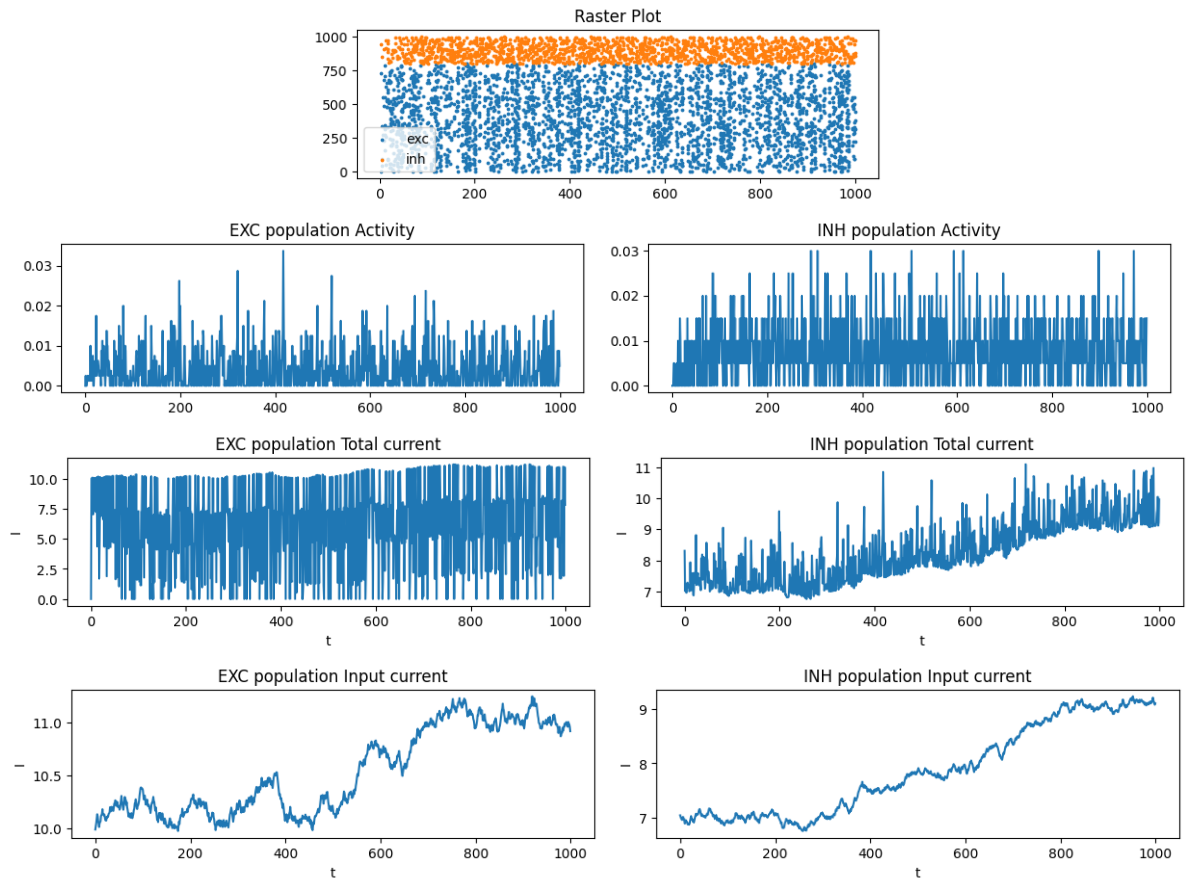 Raster Plot
1000
750
500
250
0
exc
inh
0 200 400 600 800 1000
EXC population Activity
0.03
0.02
0.01
0.00
0 200 400 600 800 1000
INH population Activity
0.03
0.02
0.01
0.00
0 200 400 600 800 1000
EXC population Total current
10.0
7.5
5.0
2.5
0.0
I
0 200 400 600 800 1000
t
INH population Total current
11
10
9
8
7
I
0 200 400 600 800 1000
t
EXC population Input current
11.0
10.5
10.0
I
0 200 400 600 800 1000
t
INH population Input current
9
8
7
I
0 200 400 600 800 1000
t